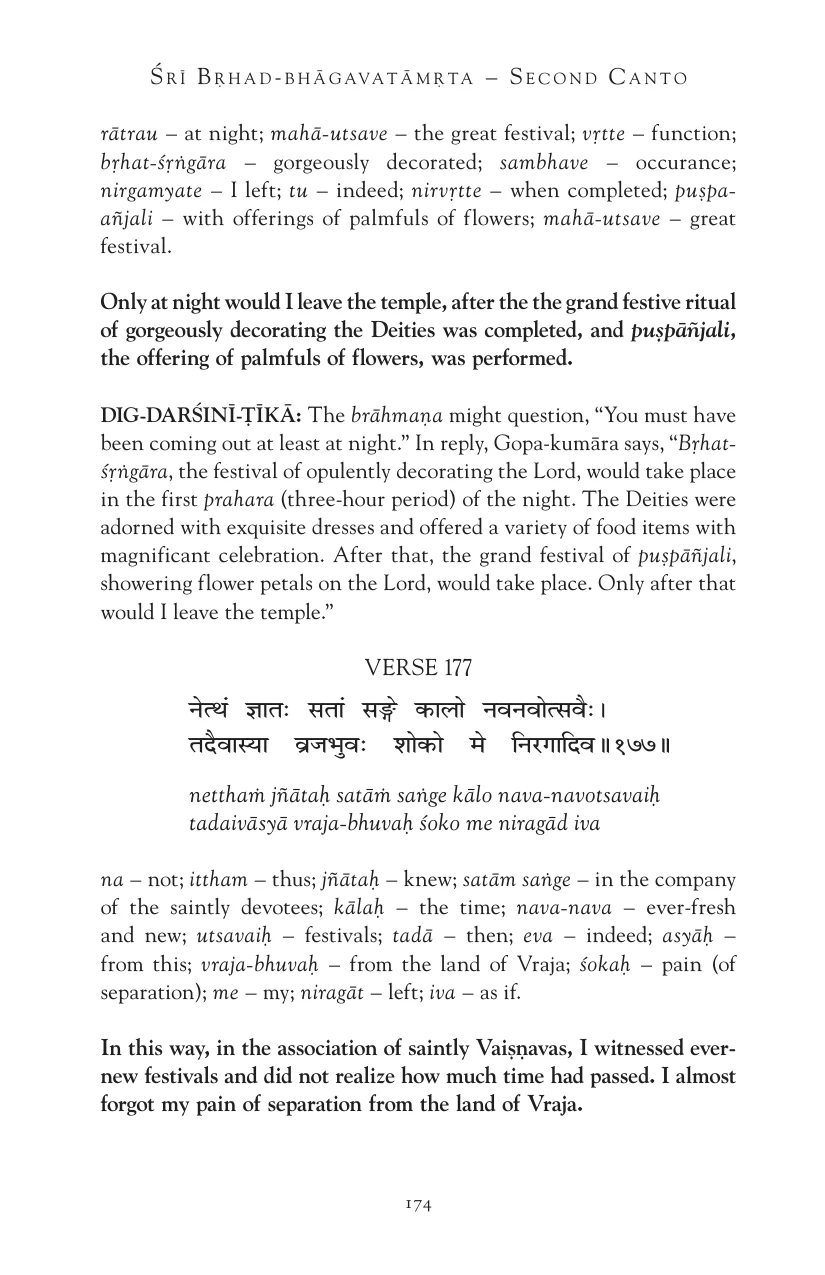 Śrī Bṛhad-bhāgavatāmṛta – Second Canto
rātrau – at night; mahā-utsave – the great festival; vṛtte – function;
bṛhat-śṛṅgāra – gorgeously decorated; sambhave – occurance;
nirgamyate – I left; tu – indeed; nirvṛtte – when completed; puṣpa-
añjali – with offerings of palmfuls of flowers; mahā-utsave – great
festival.
Only at night would I leave the temple, after the the grand festive ritual
of gorgeously decorating the Deities was completed, and puṣpāñjali,
the offering of palmfuls of flowers, was performed.
DIG-DARŚINĪ-ṬĪKĀ: The brāhmaṇa might question, “You must have
been coming out at least at night.” In reply, Gopa-kumāra says, “Bṛhat-
śṛṅgāra, the festival of opulently decorating the Lord, would take place
in the first prahara (three-hour period) of the night. The Deities were
adorned with exquisite dresses and offered a variety of food items with
magnificant celebration. After that, the grand festival of puṣpāñjali,
showering flower petals on the Lord, would take place. Only after that
would I leave the temple.”
VERSE 177
नेत्थं ज्ञातः सतां सङ्गे कालो नवनवोत्सवैः।
तदैवास्या व्रजभुवः शोको मे निरगादिव॥१७७॥
netthaṁ jñātaḥ satāṁ saṅge kālo nava-navotsavaiḥ
tadaivāsyā vraja-bhuvaḥ śoko me niragād iva
na – not; ittham – thus; jñātaḥ – knew; satām saṅge – in the company
of the saintly devotees; kālaḥ – the time; nava-nava – ever-fresh
and new; utsavaiḥ – festivals; tadā – then; eva – indeed; asyāḥ –
from this; vraja-bhuvaḥ – from the land of Vraja; śokaḥ – pain (of
separation); me – my; niragāt – left; iva – as if.
In this way, in the association of saintly Vaiṣṇavas, I witnessed ever-
new festivals and did not realize how much time had passed. I almost
forgot my pain of separation from the land of Vraja.
174